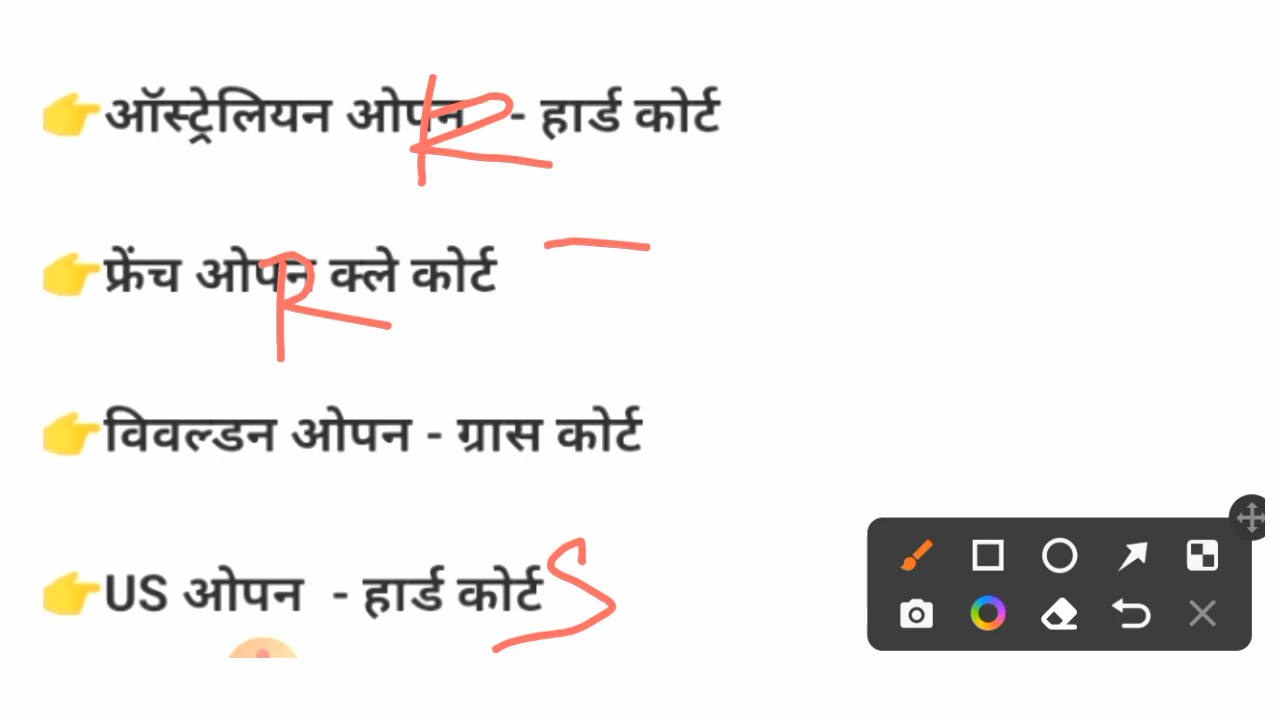 👉ऑस्ट्रेलियन ओपन - हार्ड कोर्ट
R
👉फ्रेंच ओपन क्ले कोर्ट
R
👉विवल्डन ओपन - ग्रास कोर्ट
👉US ओपन - हार्ड कोर्ट
S